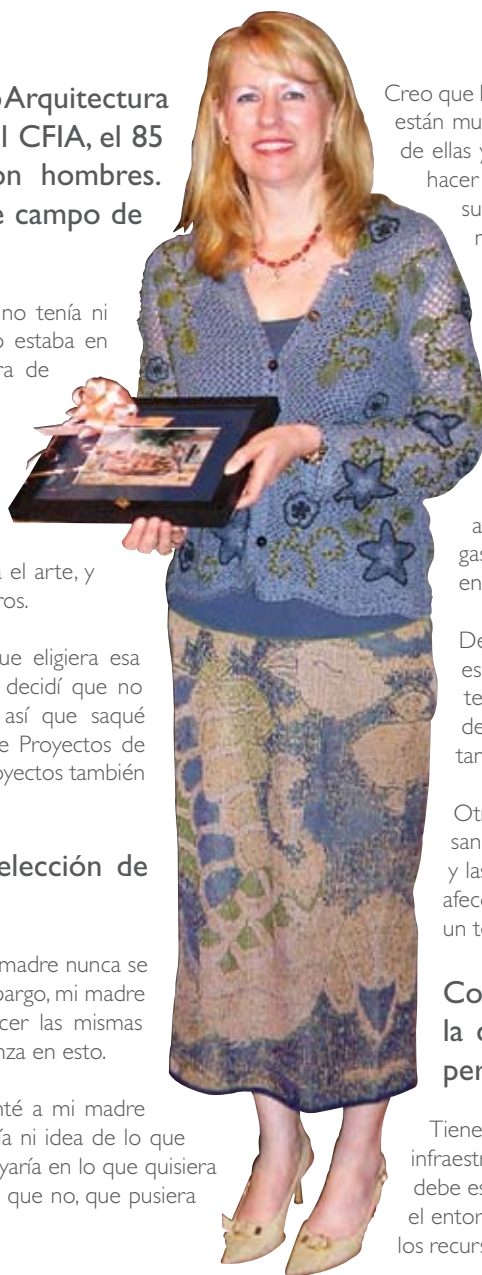 Arquitectura
l CFIA, el 85
on hombres.
e campo de
no tenía ni
o estaba en
ra de
a el arte, y
ros.
ue eligiera esa
decidí que no
así que saqué
e Proyectos de
oyectos también
elección de
madre nunca se
bargo, mi madre
cer las mismas
nza en esto.
nté a mi madre
ía ni idea de lo que
yaría en lo que quisiera
que no, que pusiera
Creo que l
están mu
de ellas y
hacer
su
r
a
gas
en
De
es
te
de
tar
Otr
san
y las
afec
un te
Co
la c
per
Tiene
infraestr
debe es
el entor
los recurs